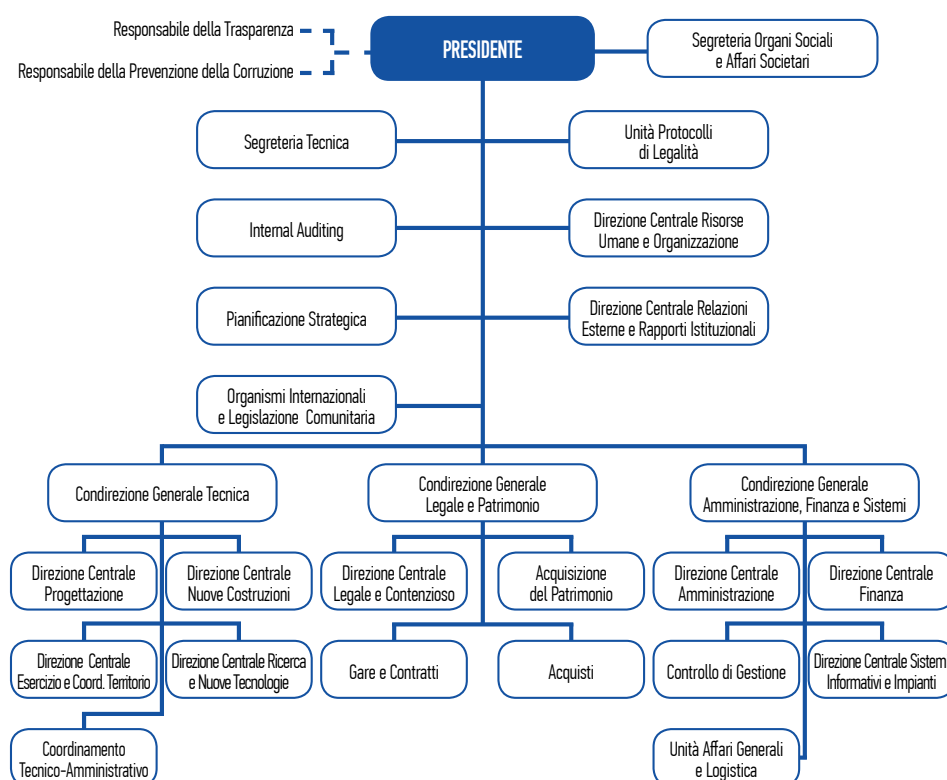 Responsabile della Trasparenza
Responsabile della Prevenzione della Corruzione
PRESIDENTE
Segreteria Organi Sociali
e Affari Societari
Segreteria Tecnica
Unità Protocolli
di Legalità
Internal Auditing
Direzione Centrale Risorse
Umane e Organizzazione
Pianificazione Strategica
Direzione Centrale Relazioni
Esterne e Rapporti Istituzionali
Organismi Internazionali
e Legislazione Comunitaria
Condirezione Generale Tecnica
Condirezione Generale
Legale e Patrimonio
Condirezione Generale
Amministrazione, Finanza e Sistemi
Direzione Centrale
Progettazione
Direzione Centrale
Nuove Costruzioni
Direzione Centrale
Legale e Contenzioso
Acquisizione
del Patrimonio
Direzione Centrale
Amministrazione
Direzione Centrale
Finanza
Direzione Centrale
Esercizio e Coord. Territorio
Direzione Centrale Ricerca
e Nuove Tecnologie
Gare e Contratti
Acquisti
Controllo di Gestione
Direzione Centrale Sistemi
Informativi e Impianti
Coordinamento
Tecnico-Amministrativo
Unità Affari Generali
e Logistica